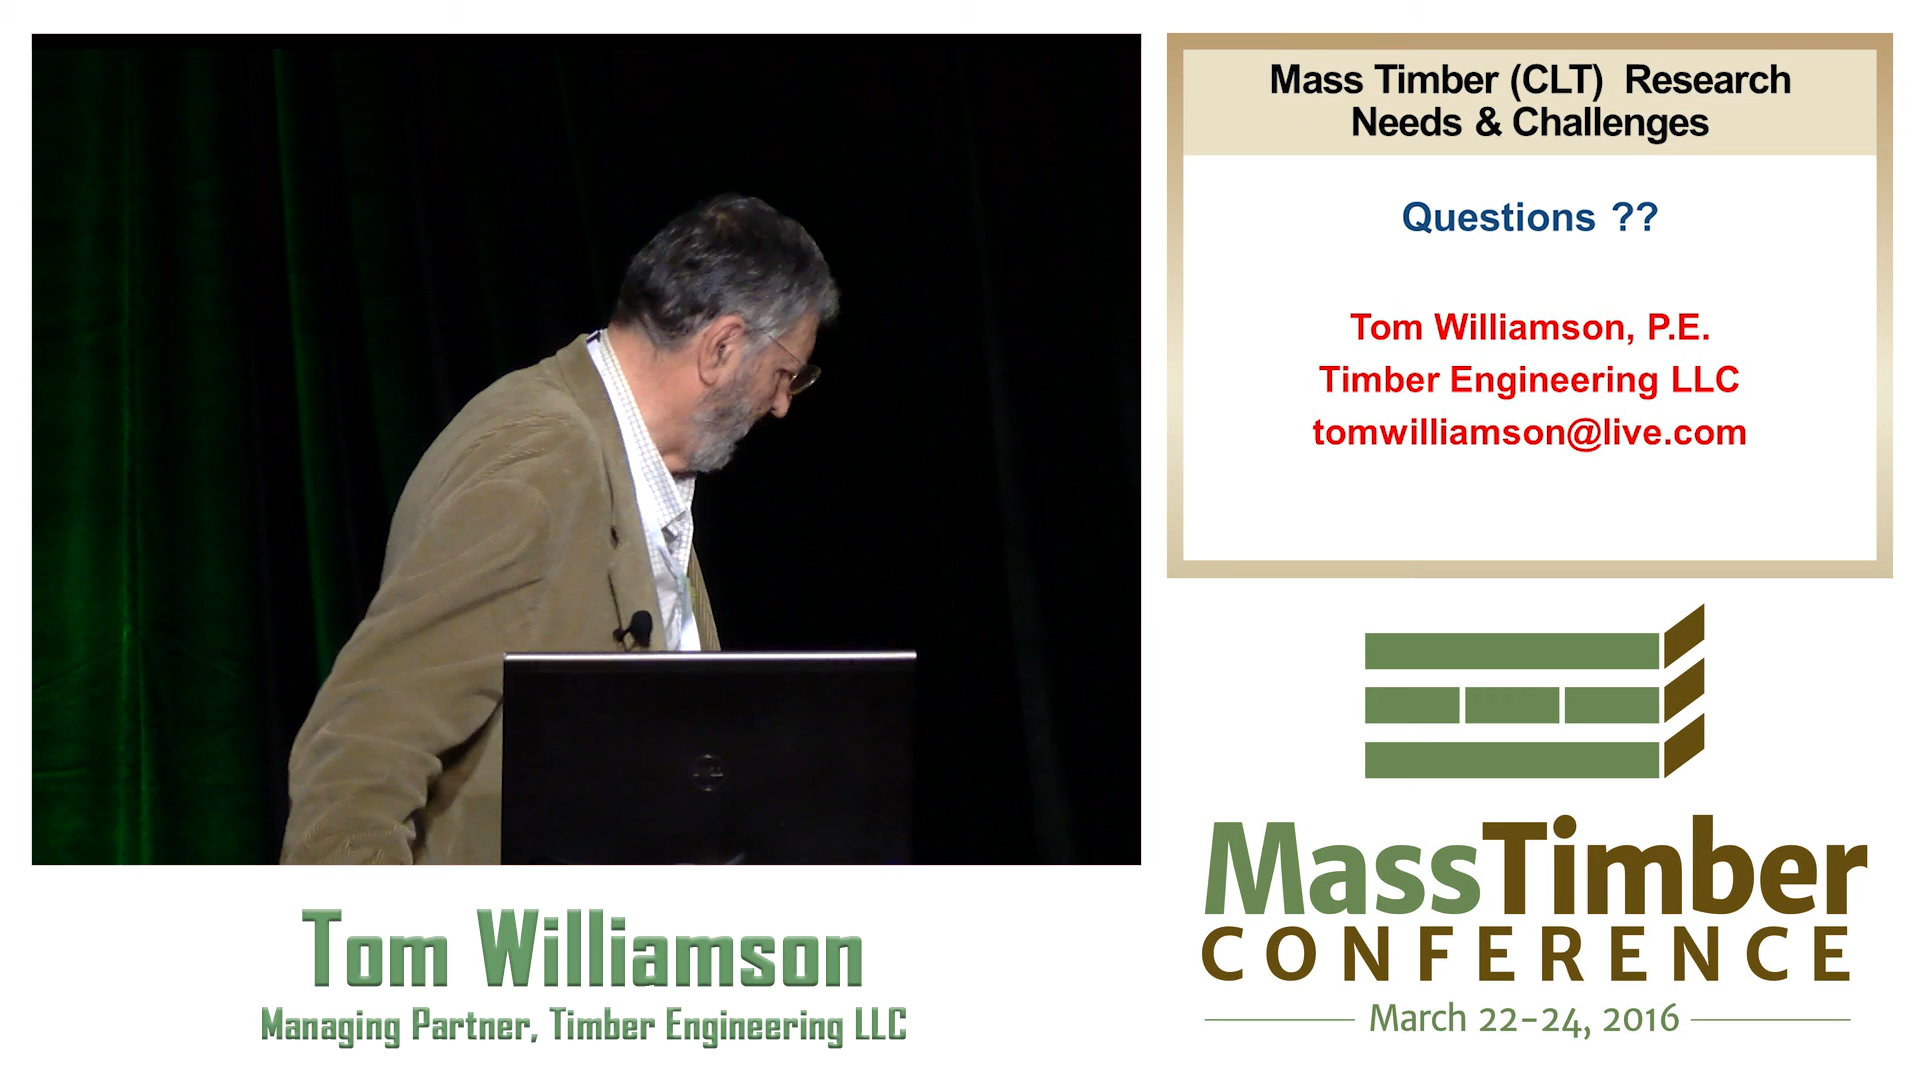 Mass Timber (CLT) Research
Needs & Challenges
Questions ??
Tom Williamson, P.E.
Timber Engineering LLC
tomwilliamson@live.com
MassTimber
CONFERENCE
March 22-24, 2016
Tom Williamson
Managing Partner, Timber Engineering LLC